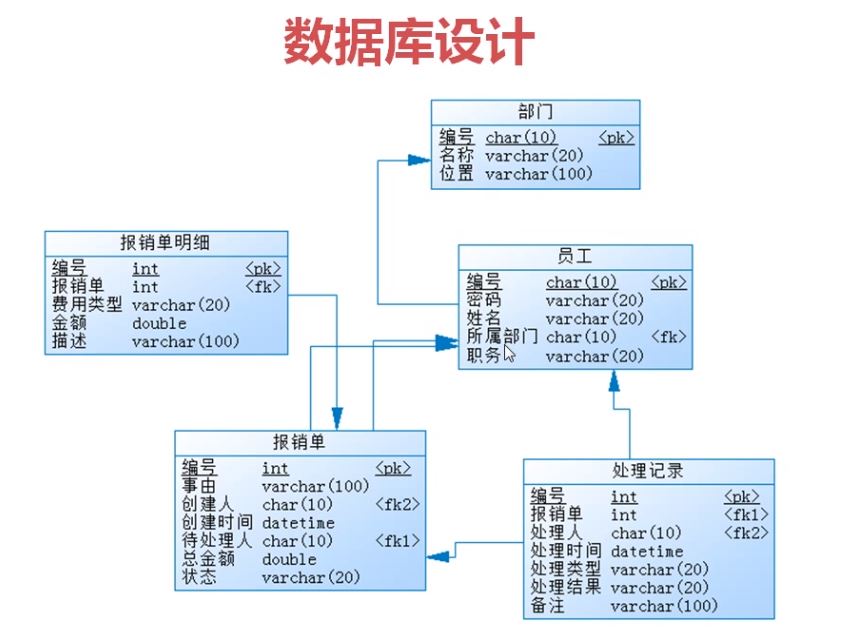 数据库设计
部门
编号 char(10) <pk>
名称 varchar(20)
位置 varchar(100)
报销单明细
编号 int <pk>
报销单 int <fk>
费用类型 varchar(20)
金额 double
描述 varchar(100)
员工
编号 char(10) <pk>
密码 varchar(20)
姓名 varchar(20)
所属部门 char(10) <fk>
职务 varchar(20)
报销单
编号 int <pk>
事由 varchar(100)
创建人 char(10) <fk2>
创建时间 datetime
待处理人 char(10) <fk1>
总金额 double
状态 varchar(20)
处理记录
编号 int <pk>
报销单 int <fk1>
处理人 char(10) <fk2>
处理时间 datetime
处理类型 varchar(20)
处理结果 varchar(20)
备注 varchar(100)